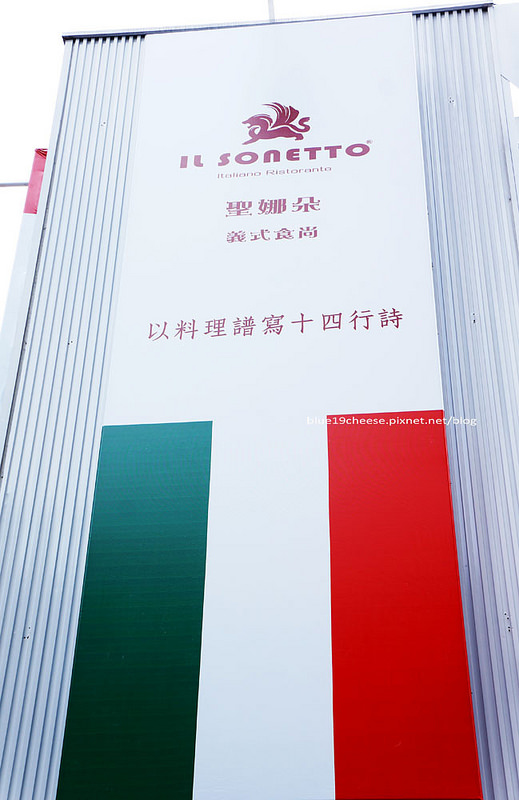 IL SONETTO®
Italiano Ristorante
聖娜朵
義式食尚
以料理譜寫十四行詩
blue19cheese.pixnet.net/blog